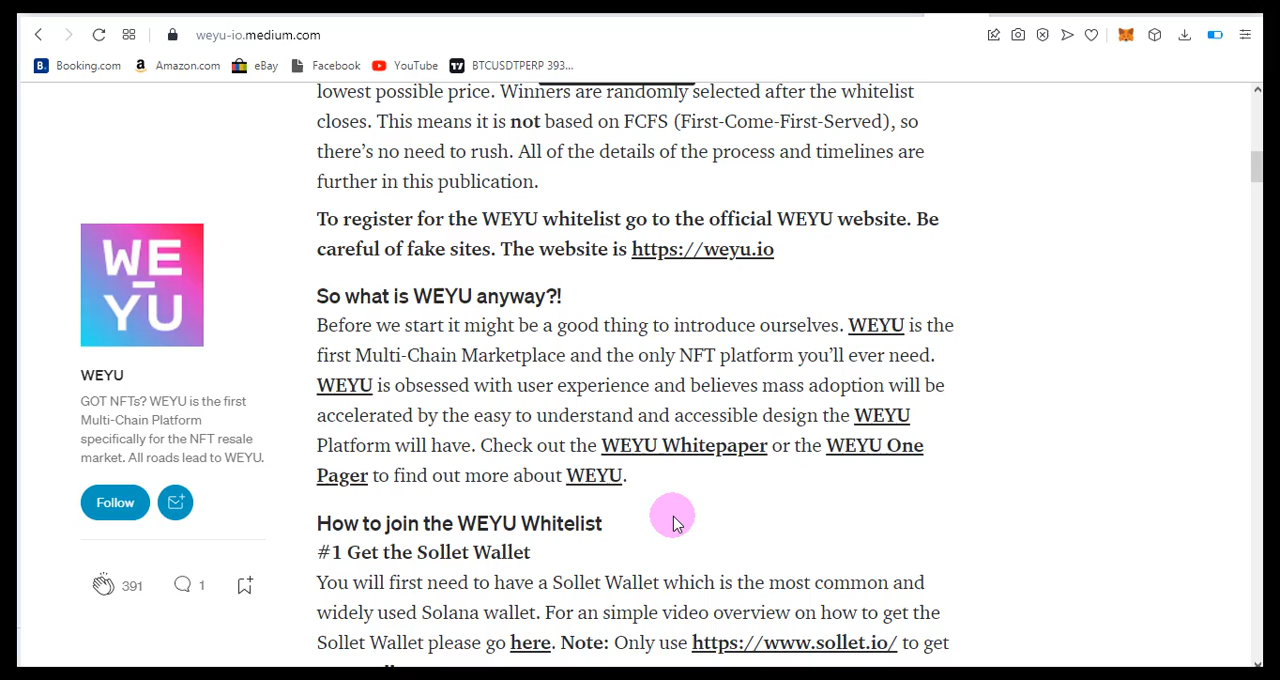 weyu-io.medium.com
Booking.com
Amazon.com
eBay
Facebook
YouTube
BTCUSDTPERP 393...
lowest possible price. Winners are randomly selected after the whitelist
closes. This means it is not based on FCFS (First-Come-First-Served), so
there's no need to rush. All of the details of the process and timelines are
further in this publication.
To register for the WEYU whitelist go to the official WEYU website. Be
careful of fake sites. The website is https://weyu.io
So what is WEYU anyway?!
Before we start it might be a good thing to introduce ourselves. WEYU is the
first Multi-Chain Marketplace and the only NFT platform you'll ever need.
WEYU is obsessed with user experience and believes mass adoption will be
accelerated by the easy to understand and accessible design the WEYU
Platform will have. Check out the WEYU Whitepaper or the WEYU One
Pager to find out more about WEYU.
How to join the WEYU Whitelist
#1 Get the Sollet Wallet
You will first need to have a Sollet Wallet which is the most common and
widely used Solana wallet. For an simple video overview on how to get the
Sollet Wallet please go here. Note: Only use https://www.sollet.io/ to get
WE
YU
WEYU
GOT NFTs? WEYU is the first
Multi-Chain Platform
specifically for the NFT resale
market. All roads lead to WEYU.
Follow
391
1